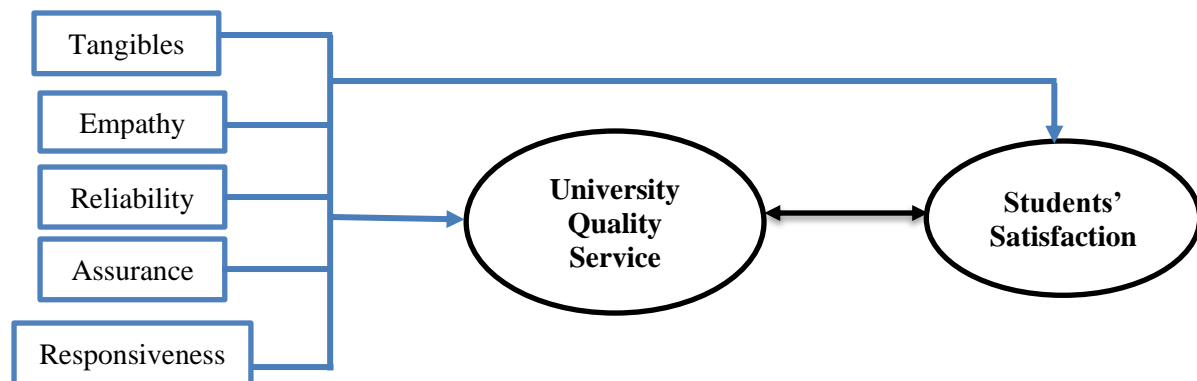 Tangibles
Empathy
Reliability
Assurance
Responsiveness
University
Quality
Service
Students’
Satisfaction